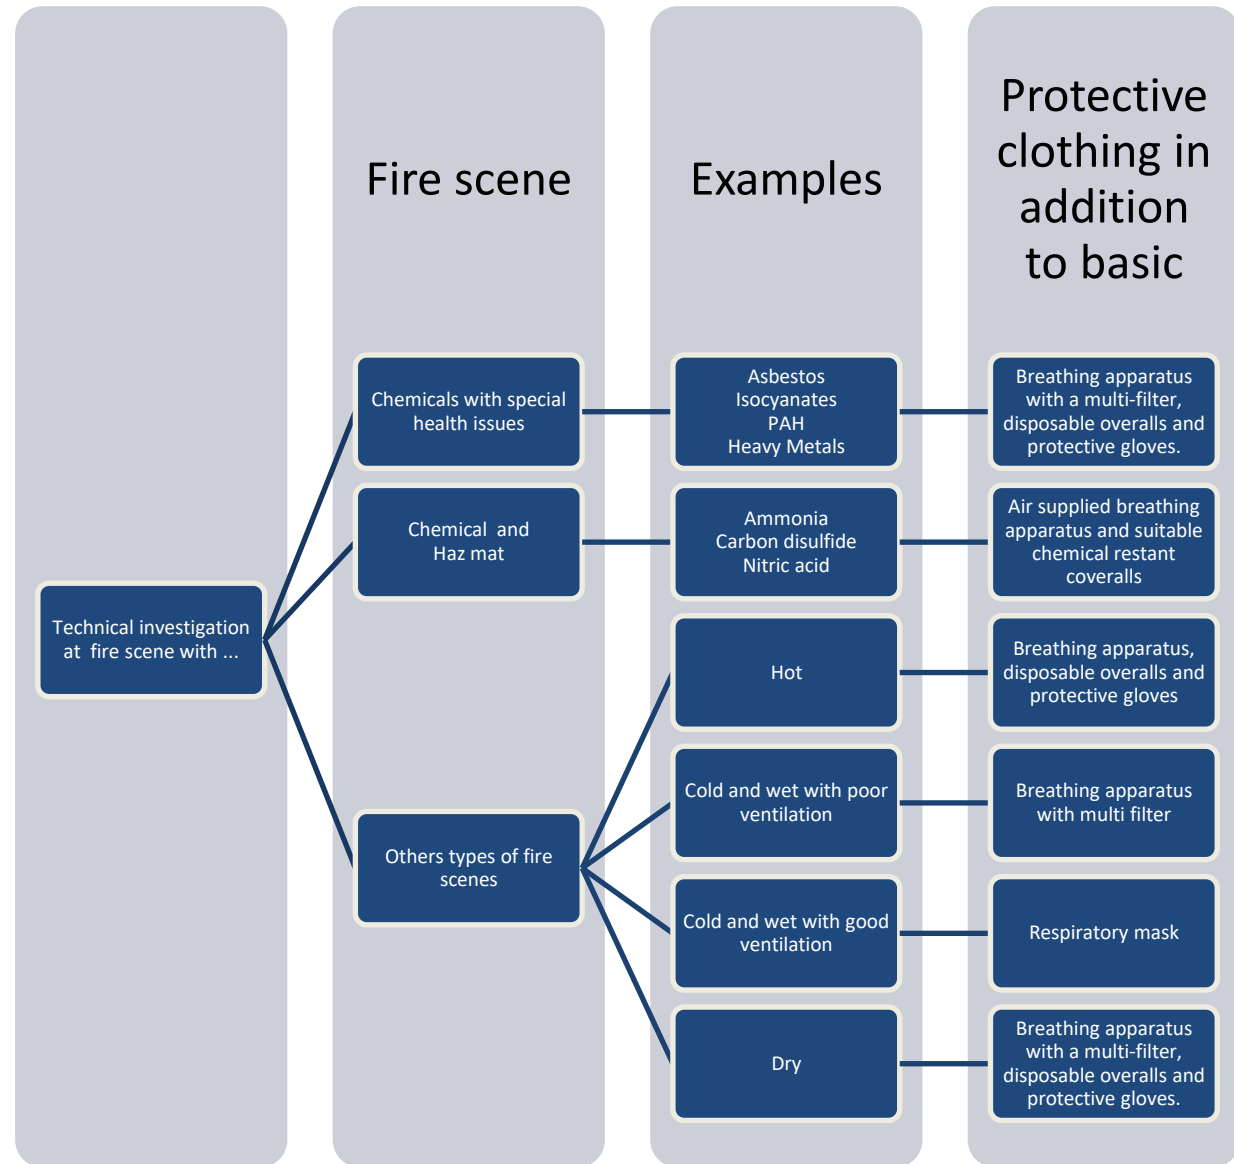 Fire scene
Examples
Protective
clothing in
addition
to basic
Technical investigation
at fire scene with ...
Chemicals with special
health issues
Asbestos
Isocyanates
PAH
Heavy Metals
Breathing apparatus
with a multi-filter,
disposable overalls and
protective gloves.
Chemical and
Haz mat
Ammonia
Carbon disulfide
Nitric acid
Air supplied breathing
apparatus and suitable
chemical restant
coveralls
Others types of fire
scenes
Hot
Breathing apparatus,
disposable overalls and
protective gloves
Cold and wet with poor
ventilation
Breathing apparatus
with multi filter
Cold and wet with good
ventilation
Respiratory mask
Dry
Breathing apparatus
with a multi-filter,
disposable overalls and
protective gloves.